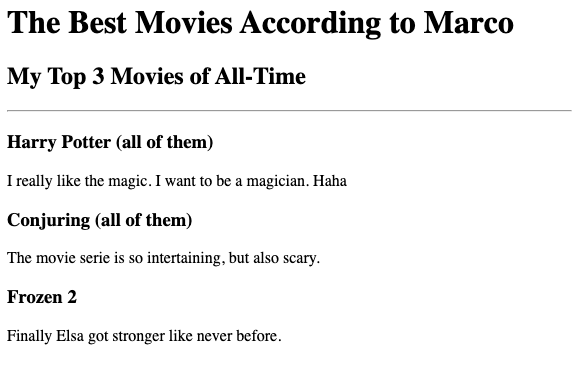 The Best Movies According to Marco
My Top 3 Movies of All-Time
Harry Potter (all of them)
I really like the magic. I want to be a magician. Haha
Conjuring (all of them)
The movie serie is so intertaining, but also scary.
Frozen 2
Finally Elsa got stronger like never before.